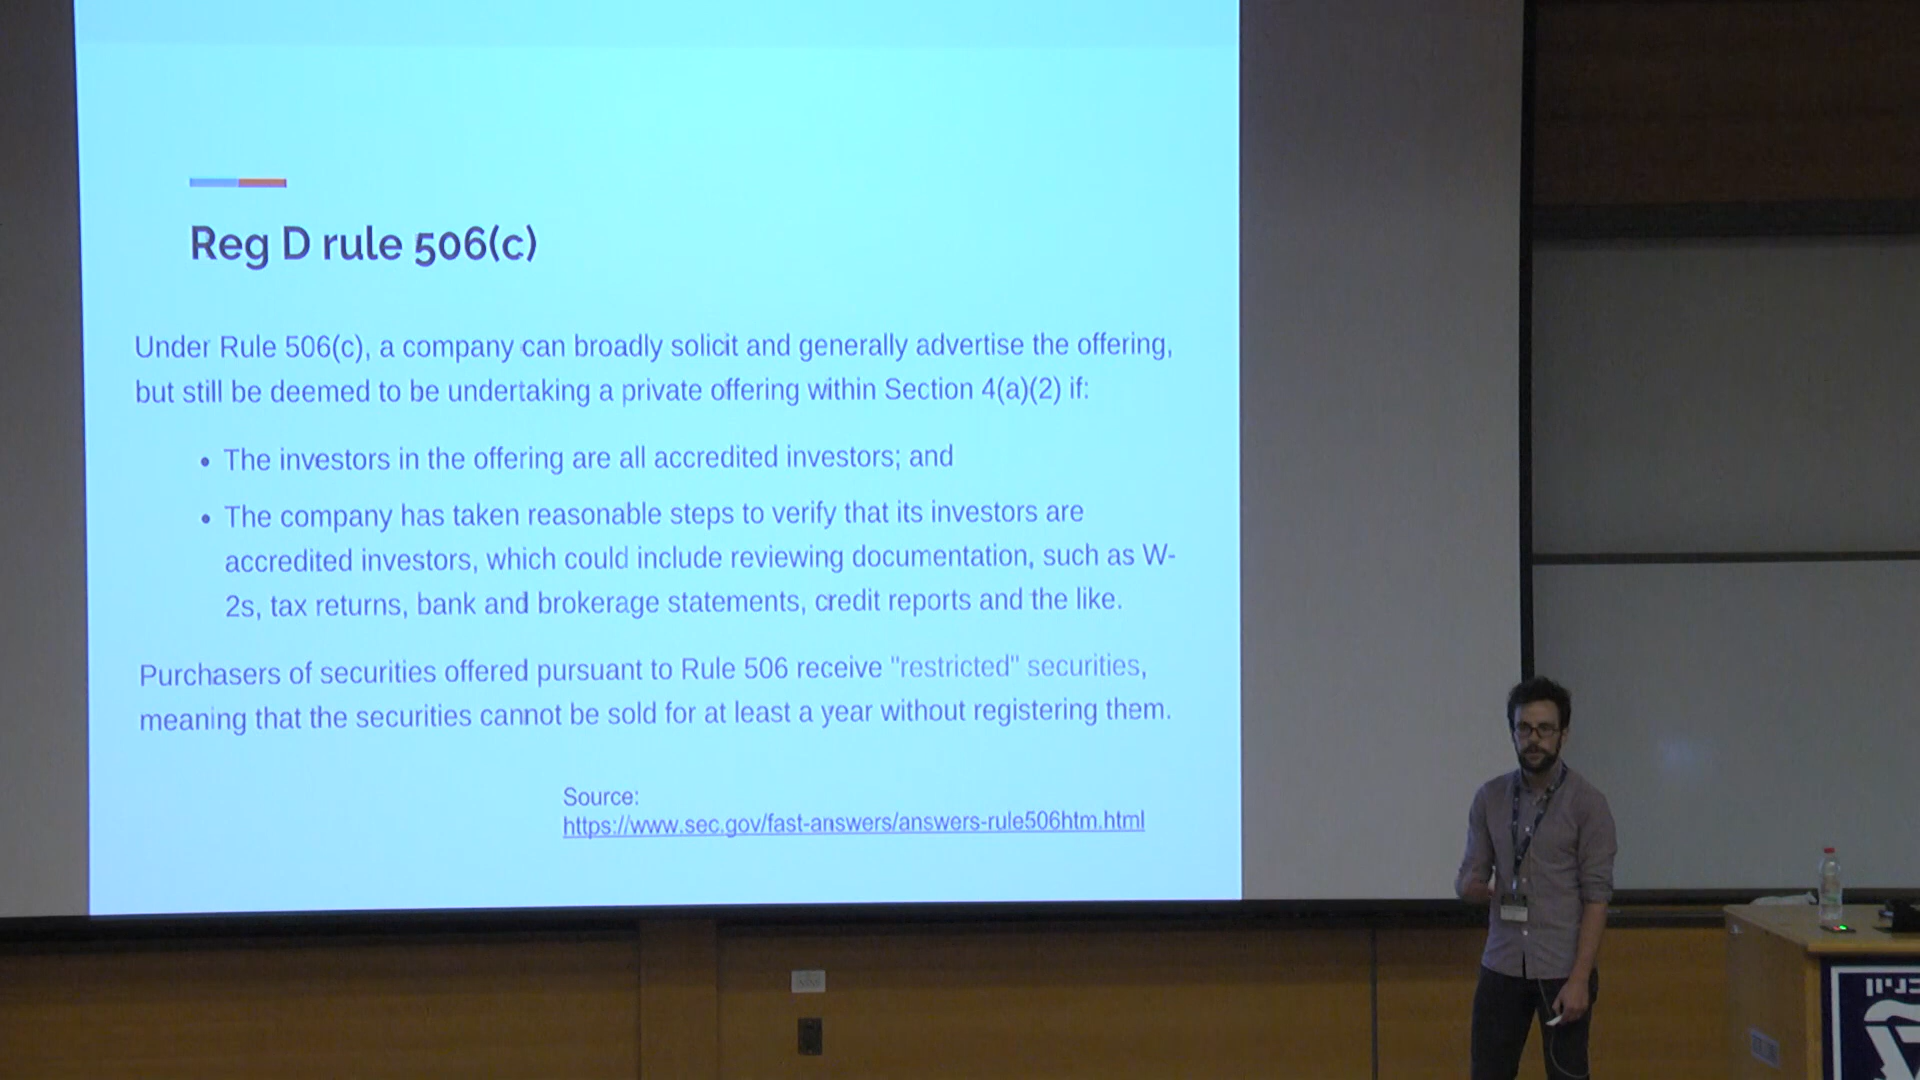 Reg D rule 506(c)
Under Rule 506(c), a company can broadly solicit and generally advertise the offering,
but still be deemed to be undertaking a private offering within Section 4(a)(2) if:
• The investors in the offering are all accredited investors; and
• The company has taken reasonable steps to verify that its investors are
accredited investors, which could include reviewing documentation, such as W-
2s, tax returns, bank and brokerage statements, credit reports and the like.
Purchasers of securities offered pursuant to Rule 506 receive "restricted" securities,
meaning that the securities cannot be sold for at least a year without registering them.
Source:
https://www.sec.gov/fast-answers/answers-rule506htm.html